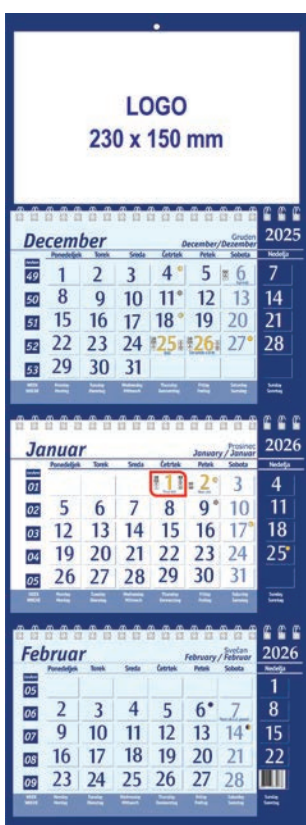 LOGO
230 x 150 mm
December
Gruden
December/Dezember
2025
Ponedeljek Torek Sreda Četrtek Petek Sobota Nedelja
49 1 2 3 4 5 6 7
50 8 9 10 11 12 13 14
51 15 16 17 18 19 20 21
52 22 23 24 25 26 27 28
53 29 30 31
Januar
Prosinec
January / Januar
2026
Ponedeljek Torek Sreda Četrtek Petek Sobota Nedelja
01 1 2 3 4
02 5 6 7 8 9 10 11
03 12 13 14 15 16 17 18
04 19 20 21 22 23 24 25
05 26 27 28 29 30 31
Februar
Svečan
February / Februar
2026
Ponedeljek Torek Sreda Četrtek Petek Sobota Nedelja
05 1
06 2 3 4 5 6 7 8
07 9 10 11 12 13 14 15
08 16 17 18 19 20 21 22
09 23 24 25 26 27 28